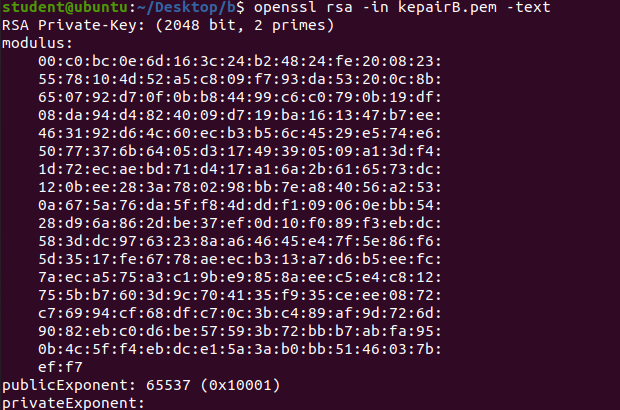 student@ubuntu:~/Desktop/b$ openssl rsa -in kepairB.pem -text
RSA Private-Key: (2048 bit, 2 primes)
modulus:
    00:c0:bc:0e:6d:16:3c:24:b2:48:24:fe:20:08:23:
    55:78:10:4d:52:a5:c8:09:f7:93:da:53:20:0c:8b:
    65:07:92:d7:0f:0b:b8:44:99:c6:c0:79:0b:19:df:
    08:da:94:d4:82:40:09:d7:19:ba:16:13:47:b7:ee:
    46:31:92:d6:4c:60:ec:b3:b5:6c:45:29:e5:74:e6:
    50:77:37:6b:64:05:d3:17:49:39:05:09:a1:3d:f4:
    1d:72:ec:ae:bd:71:d4:17:a1:6a:2b:61:65:73:dc:
    12:0b:ee:28:3a:78:02:98:bb:7e:a8:40:56:a2:53:
    0a:67:5a:76:da:5f:f8:4d:dd:f1:09:06:0e:bb:54:
    28:d9:6a:86:2d:be:37:ef:0d:10:f0:89:f3:eb:dc:
    58:3d:dc:97:63:23:8a:a6:46:45:e4:7f:5e:86:f6:
    5d:35:17:fe:67:78:ae:ec:b3:13:a7:d6:b5:ee:fc:
    7a:ec:a5:75:a3:c1:9b:e9:85:8a:ee:c5:e4:c8:12:
    75:5b:b7:60:3d:9c:70:41:35:f9:35:ce:ee:08:72:
    c7:69:94:cf:68:df:c7:0c:3b:c4:89:af:9d:72:6d:
    90:82:eb:c0:d6:be:57:59:3b:72:bb:b7:ab:fa:95:
    0b:4c:5f:f4:eb:dc:e1:5a:3a:b0:bb:51:46:03:7b:
    ef:f7
publicExponent: 65537 (0x10001)
privateExponent: